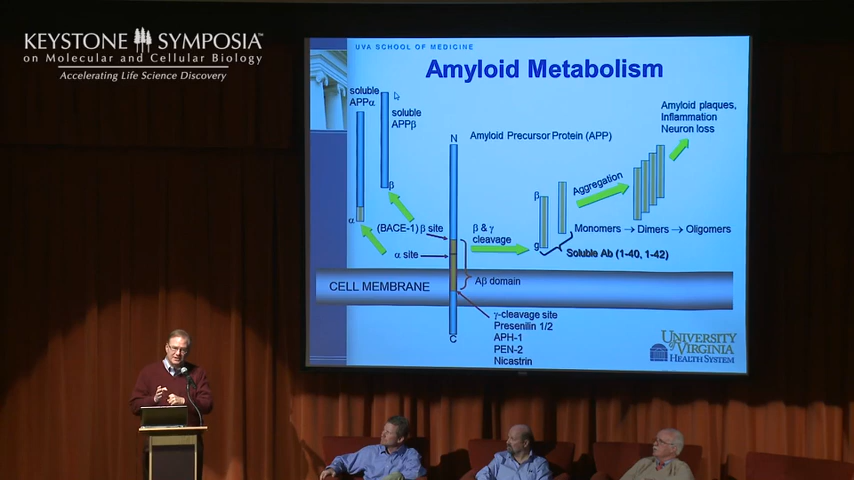 KEYSTONE SYMPOSIA™
on Molecular and Cellular Biology
Accelerating Life Science Discovery
UVA SCHOOL OF MEDICINE
Amyloid Metabolism
soluble
APPα
soluble
APPβ
Amyloid plaques,
Inflammation
Neuron loss
N
Amyloid Precursor Protein (APP)
β
α
(BACE-1) β site
α site
β & γ
cleavage
β
g
Aggregation
Monomers → Dimers → Oligomers
Soluble Ab (1-40, 1-42)
Aβ domain
CELL MEMBRANE
γ-cleavage site
Presenilin 1/2
APH-1
PEN-2
Nicastrin
C
UNIVERSITY
OF VIRGINIA
HEALTH SYSTEM